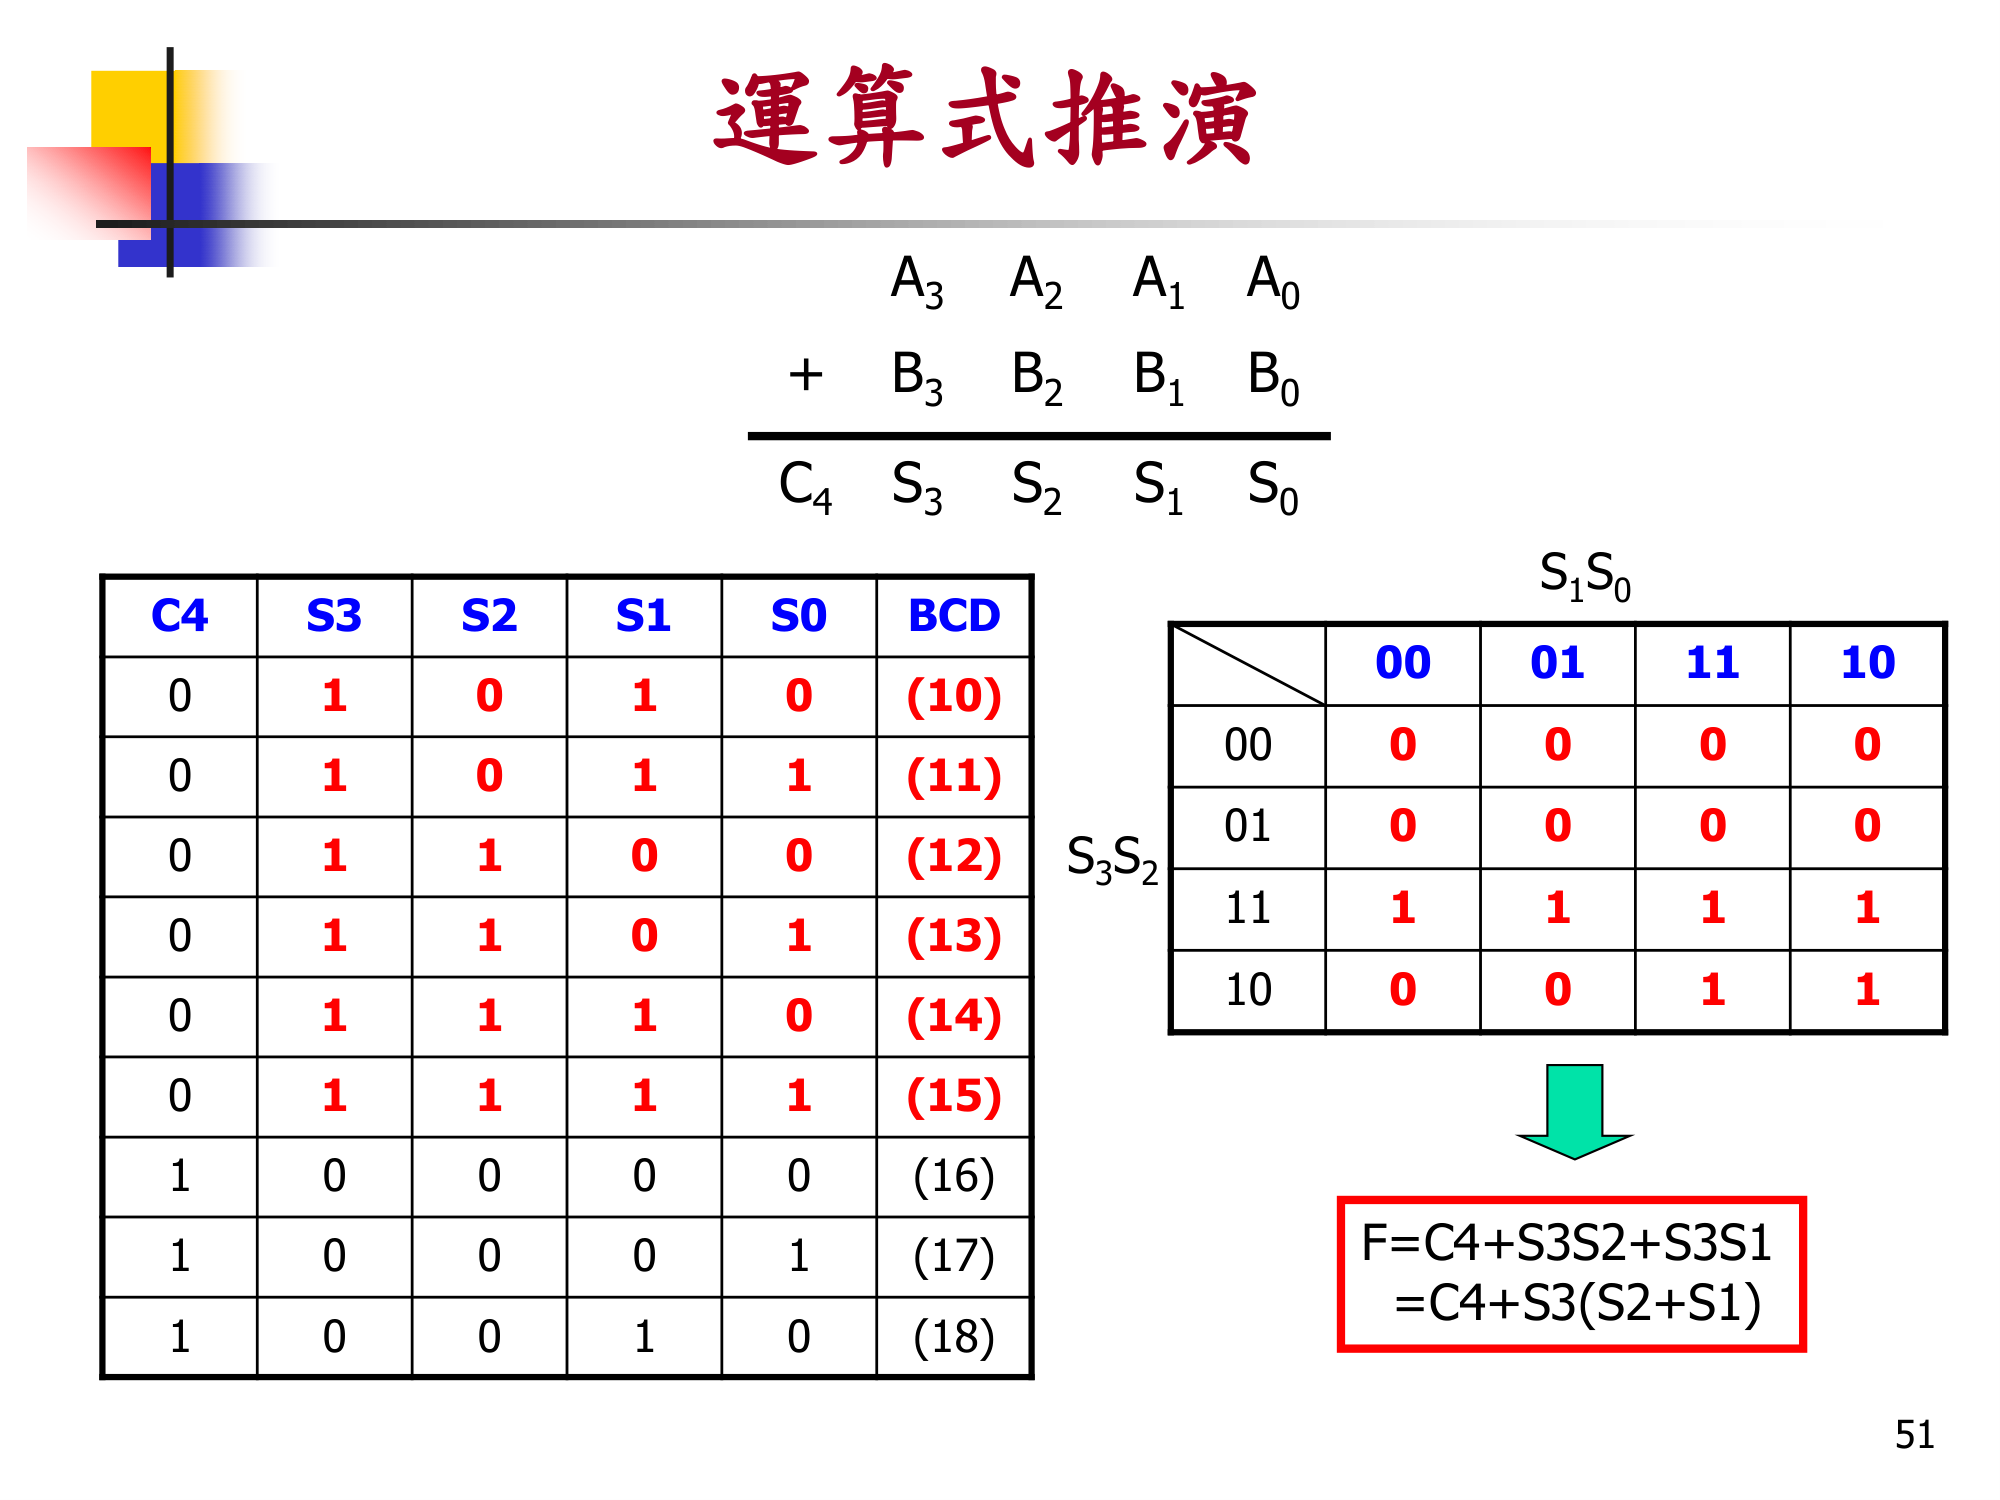 運算式推演
A3 A2 A1 A0
+ B3 B2 B1 B0
C4 S3 S2 S1 S0
C4 S3 S2 S1 S0 BCD
0 1 0 1 0 (10)
0 1 0 1 1 (11)
0 1 1 0 0 (12)
0 1 1 0 1 (13)
0 1 1 1 0 (14)
0 1 1 1 1 (15)
1 0 0 0 0 (16)
1 0 0 0 1 (17)
1 0 0 1 0 (18)
S1S0
00 01 11 10
00 0 0 0 0
01 0 0 0 0
S3S2
11 1 1 1 1
10 0 0 1 1
F=C4+S3S2+S3S1
=C4+S3(S2+S1)
51